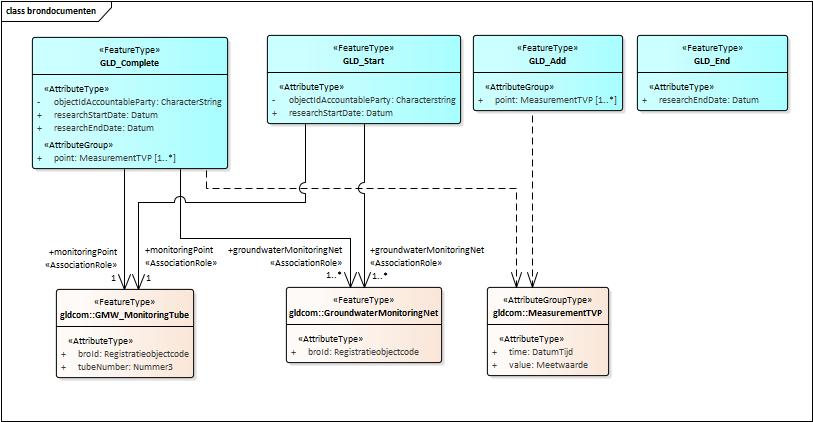 class brondocumenten
«FeatureType»
GLD_Complete
«AttributeType»
- objectIdAccountableParty: CharacterString
+ researchStartDate: Datum
+ researchEndDate: Datum
«AttributeGroup»
+ point: MeasurementTVP [1..*]
«FeatureType»
GLD_Start
«AttributeType»
- objectIdAccountableParty: Characterstring
+ researchStartDate: Datum
«FeatureType»
GLD_Add
«AttributeGroup»
+ point: MeasurementTVP [1..*]
«FeatureType»
GLD_End
«AttributeType»
+ researchEndDate: Datum
+monitoringPoint
«AssociationRole»
1
+monitoringPoint
«AssociationRole»
1
+groundwaterMonitoringNet
«AssociationRole»
1..*
+groundwaterMonitoringNet
«AssociationRole»
1..*
«FeatureType»
gldcom::GMW_MonitoringTube
«AttributeType»
+ broId: Registratieobjectcode
+ tubeNumber: Nummer3
«FeatureType»
gldcom::GroundwaterMonitoringNet
«AttributeType»
+ broId: Registratieobjectcode
«AttributeGroupType»
gldcom::MeasurementTVP
«AttributeType»
+ time: DatumTijd
+ value: Meetwaarde